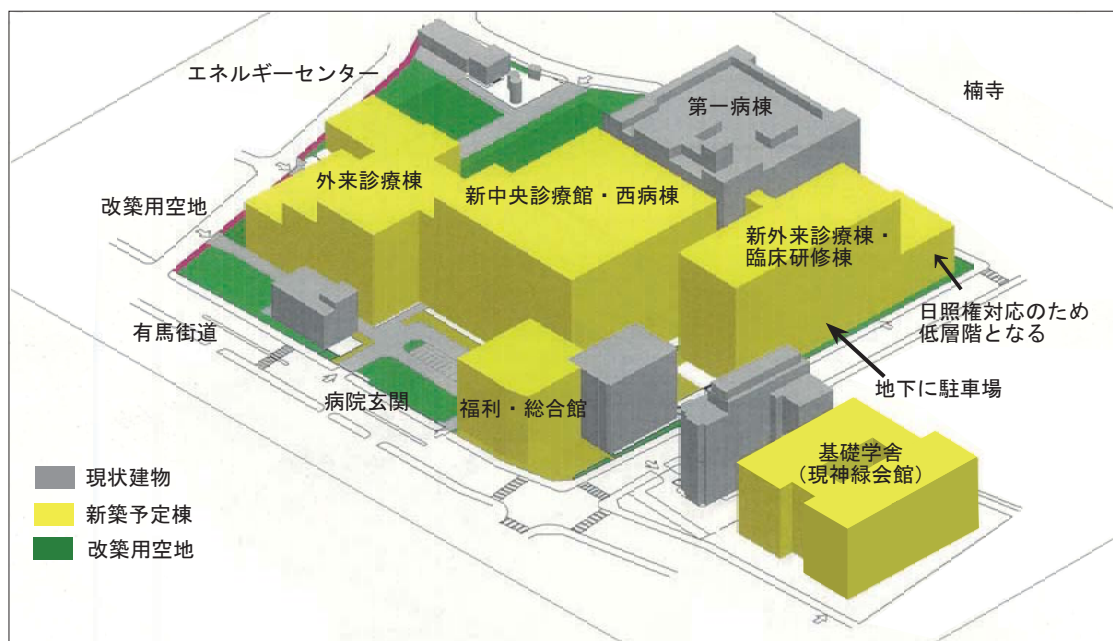 エネルギーセンター
第一病棟
楠寺
外来診療棟
新中央診療館・西病棟
改築用空地
新外来診療棟・
臨床研修棟
日照権対応のため
低層階となる
有馬街道
地下に駐車場
病院玄関
福利・総合館
基礎学舎
（現神緑会館）
現状建物
新築予定棟
改築用空地